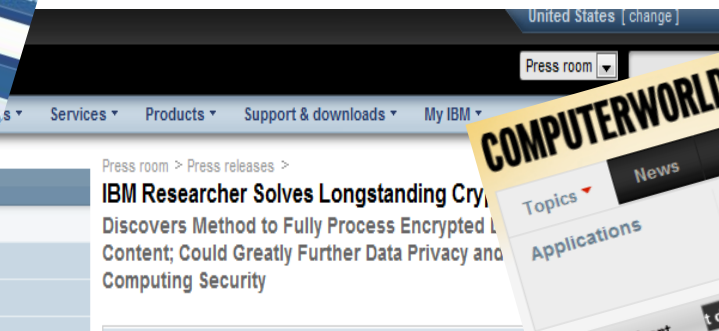 United States [ change ]
Press room
Services Products Support & downloads My IBM
COMPUTERWORLD
Topics News
Applications
Press room > Press releases >
IBM Researcher Solves Longstanding
Discovers Method to Fully Process Encrypted
Content; Could Greatly Further Data Privacy and
Computing Security